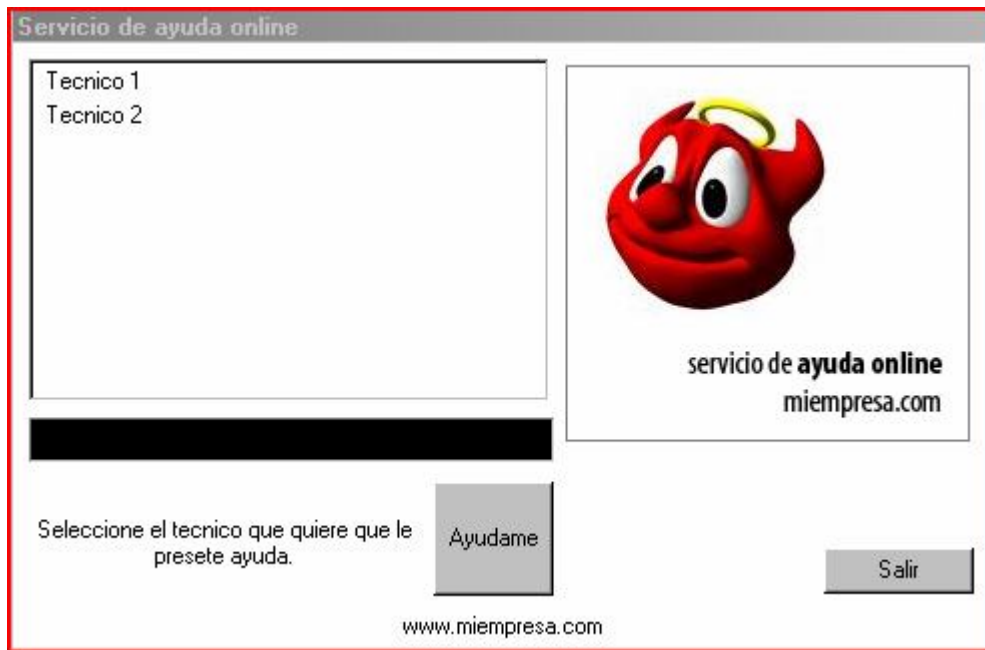 Servicio de ayuda online
Tecnico 1
Tecnico 2
servicio de ayuda online
miempresa.com
Seleccione el tecnico que quiere que le
presete ayuda.
Ayudame
Salir
www.miempresa.com